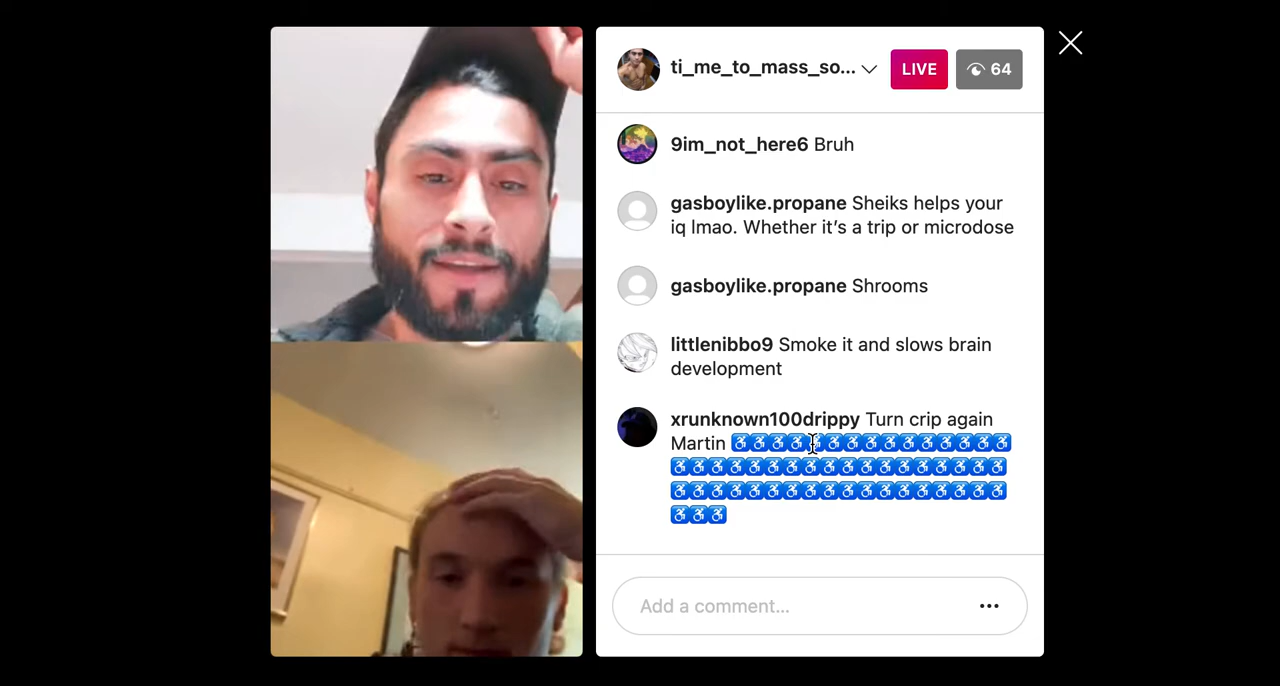 ti_me_to_mass_so... LIVE 64
9im_not_here6 Bruh
gasboylike.propane Sheiks helps your
iq lmao. Whether it’s a trip or microdose
gasboylike.propane Shrooms
littlenibbo9 Smoke it and slows brain
development
xrunknown100drippy Turn crip again
Martin ♿♿♿♿♿♿♿♿♿♿♿♿♿♿♿
♿♿♿♿♿♿♿♿♿♿♿♿♿♿♿♿♿♿
♿♿♿♿♿♿♿♿♿♿♿♿♿♿♿♿♿♿
♿♿♿
Add a comment...